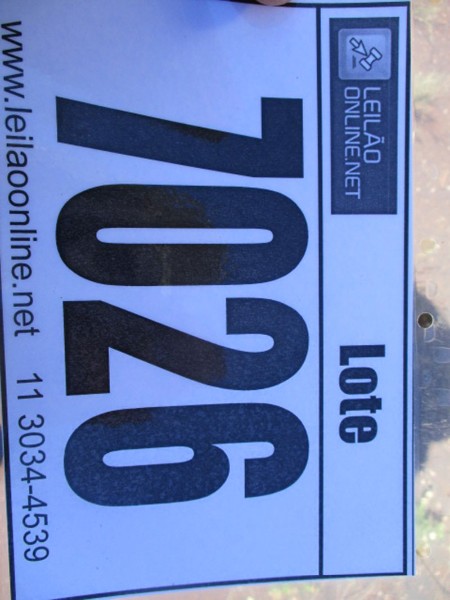 LEILÃO
ONLINE.NET
Lote
7026
www.leilaoonline.net 11 3034-4539